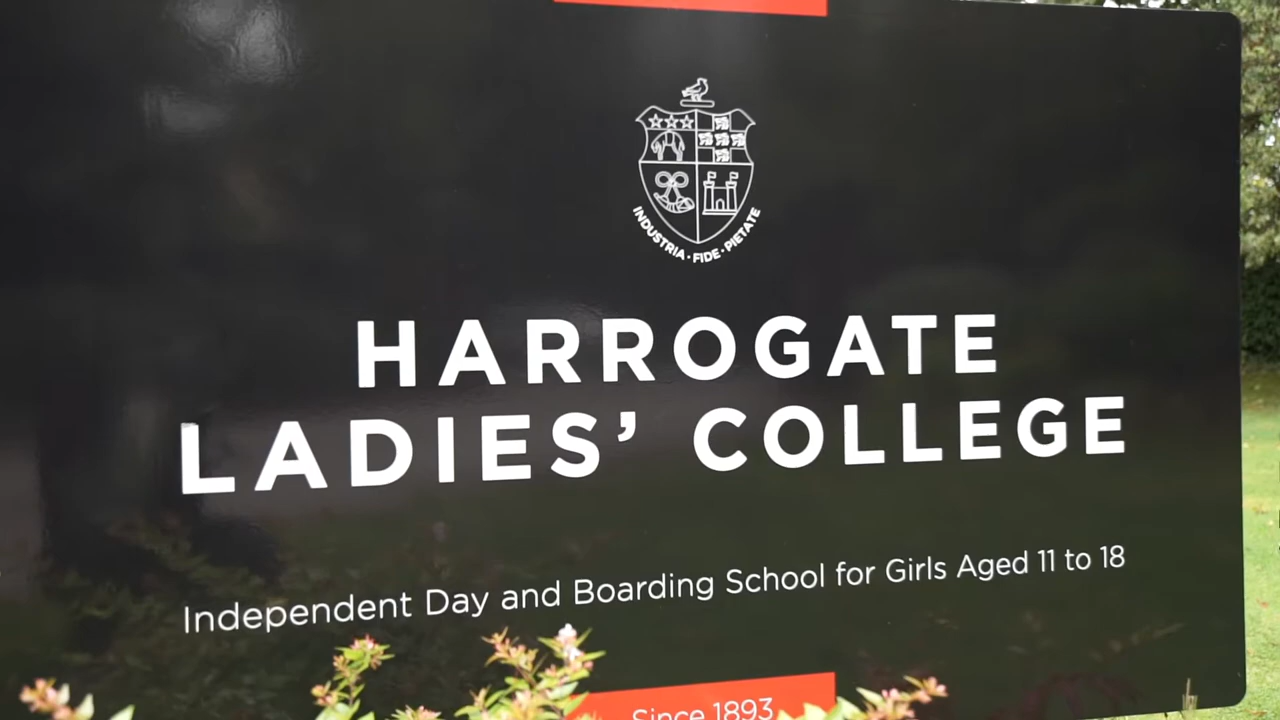 INDUSTRIA · FIDE · PIETATE
HARROGATE
LADIES’ COLLEGE
Independent Day and Boarding School for Girls Aged 11 to 18
Since 1893